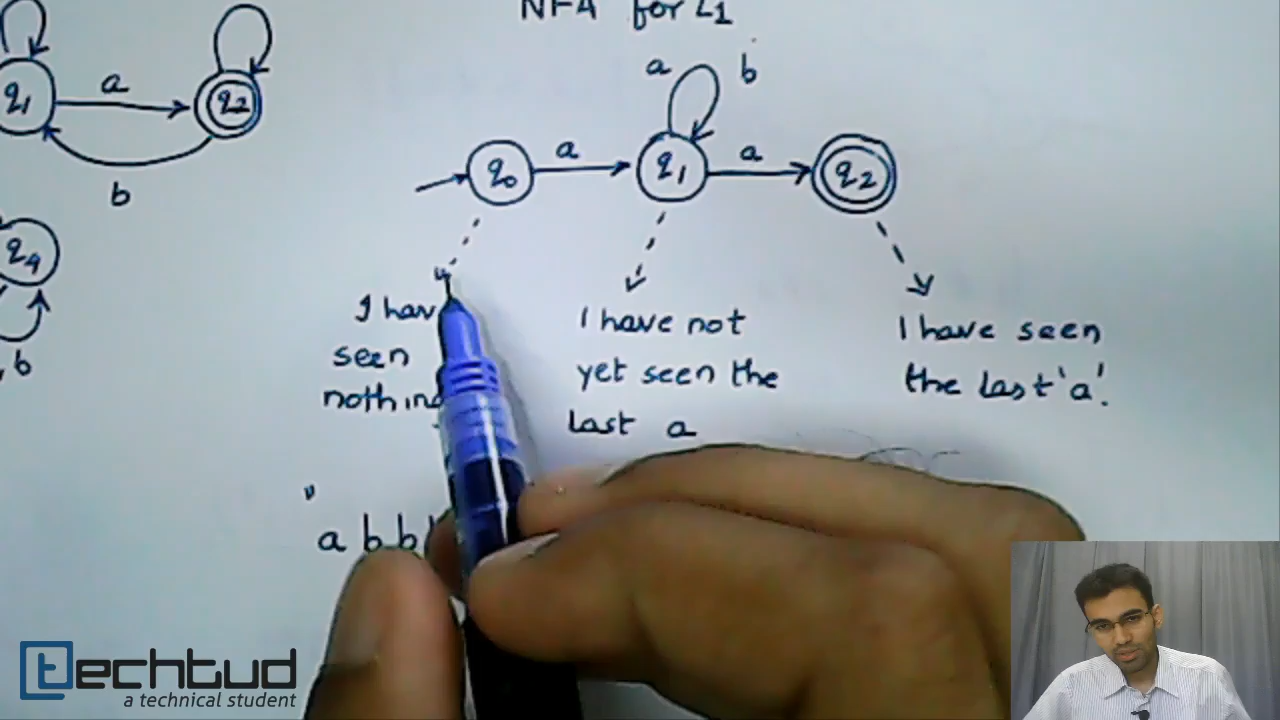 NFA for L1
a b
a
q1 a q2
q0 a q1 a q2
b
q4
I have not
I have seen
I
seen
yet seen the
the last 'a'.
last a
, b
a b b
techtud
a technical student